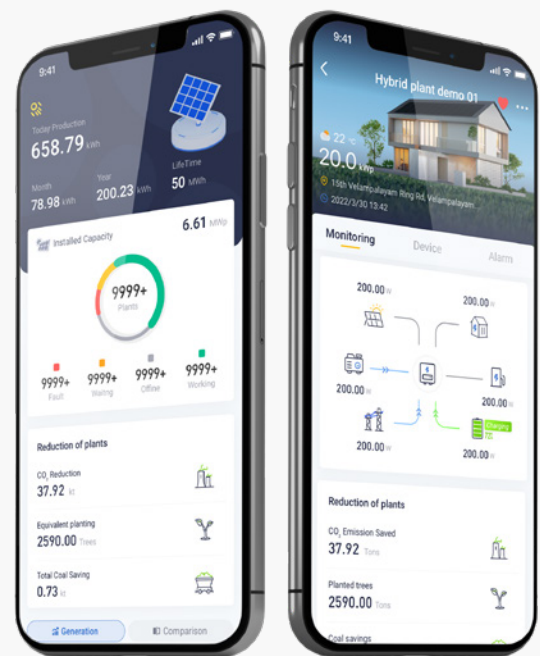 9:41
Today Production
658.79 kWh
Month
78.98 kWh
Year
200.23 kWh
LifeTime
50 MWh
Installed Capacity
6.61 MWp
9999+
Plants
9999+
Fault
9999+
Waiting
9999+
Offline
9999+
Working
Reduction of plants
CO₂ Reduction
37.92 kt
Equivalent planting
2590.00 Trees
Total Coal Saving
0.73 kt
Generation
Comparison
9:41
Hybrid plant demo 01
22 °C
20.0 kWp
15th Velampalayam Ring Rd, Velampalayam
2022/3/30 13:42
Monitoring
Device
Alarm
200.00 W
200.00 W
200.00 W
200.00 W
Charging
200.00 W
200.00 W
Reduction of plants
CO₂ Emission Saved
37.92 Tons
Planted trees
2590.00 Tons
Coal savings